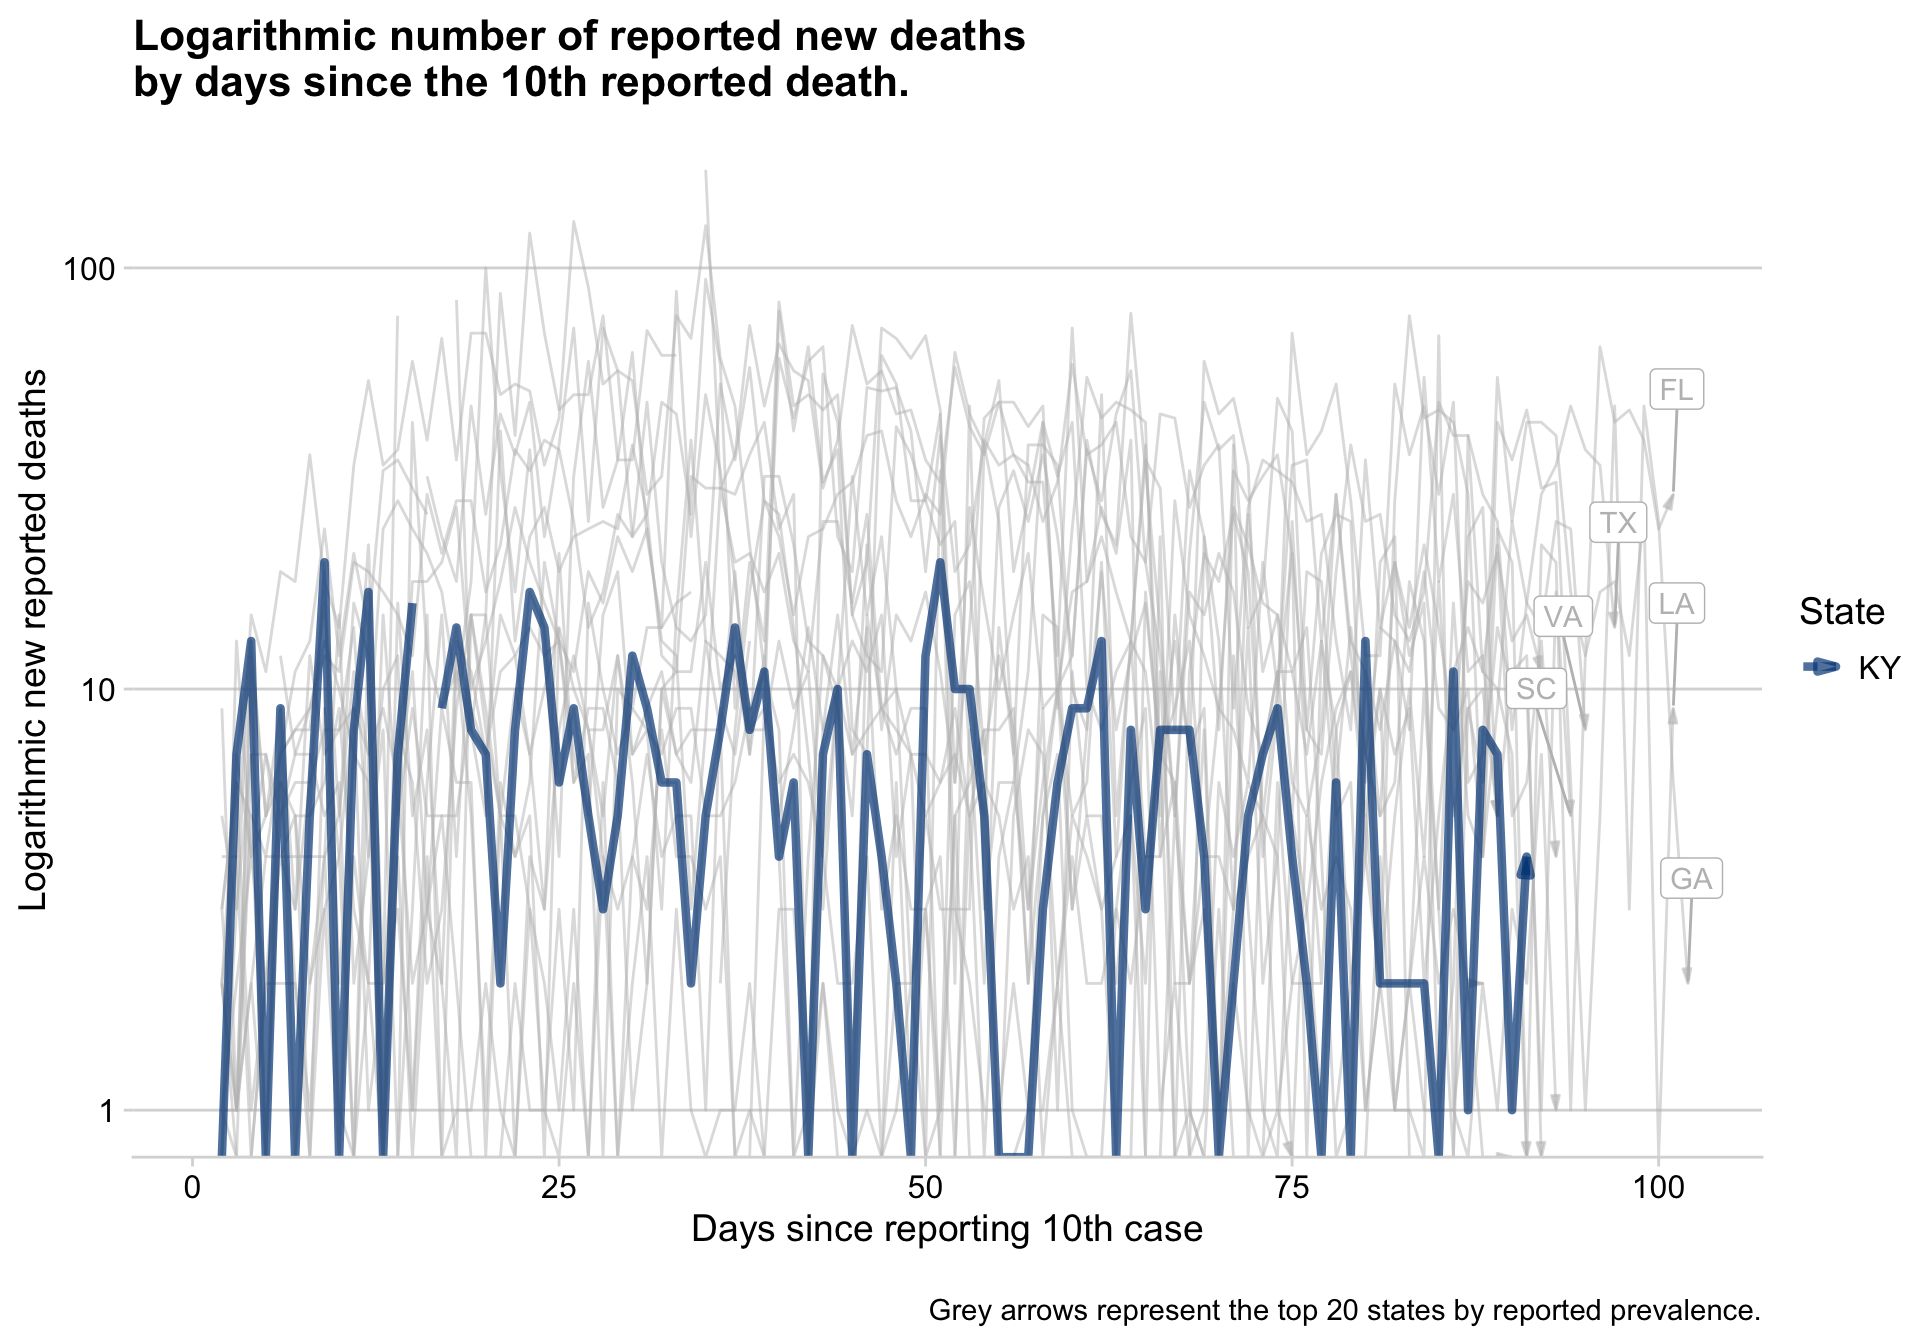 Logarithmic number of reported new deaths
by days since the 10th reported death.
Logarithmic new reported deaths
100
10
1
FL
TX
LA
VA
SC
GA
State
KY
0
25
50
75
100
Days since reporting 10th case
Grey arrows represent the top 20 states by reported prevalence.